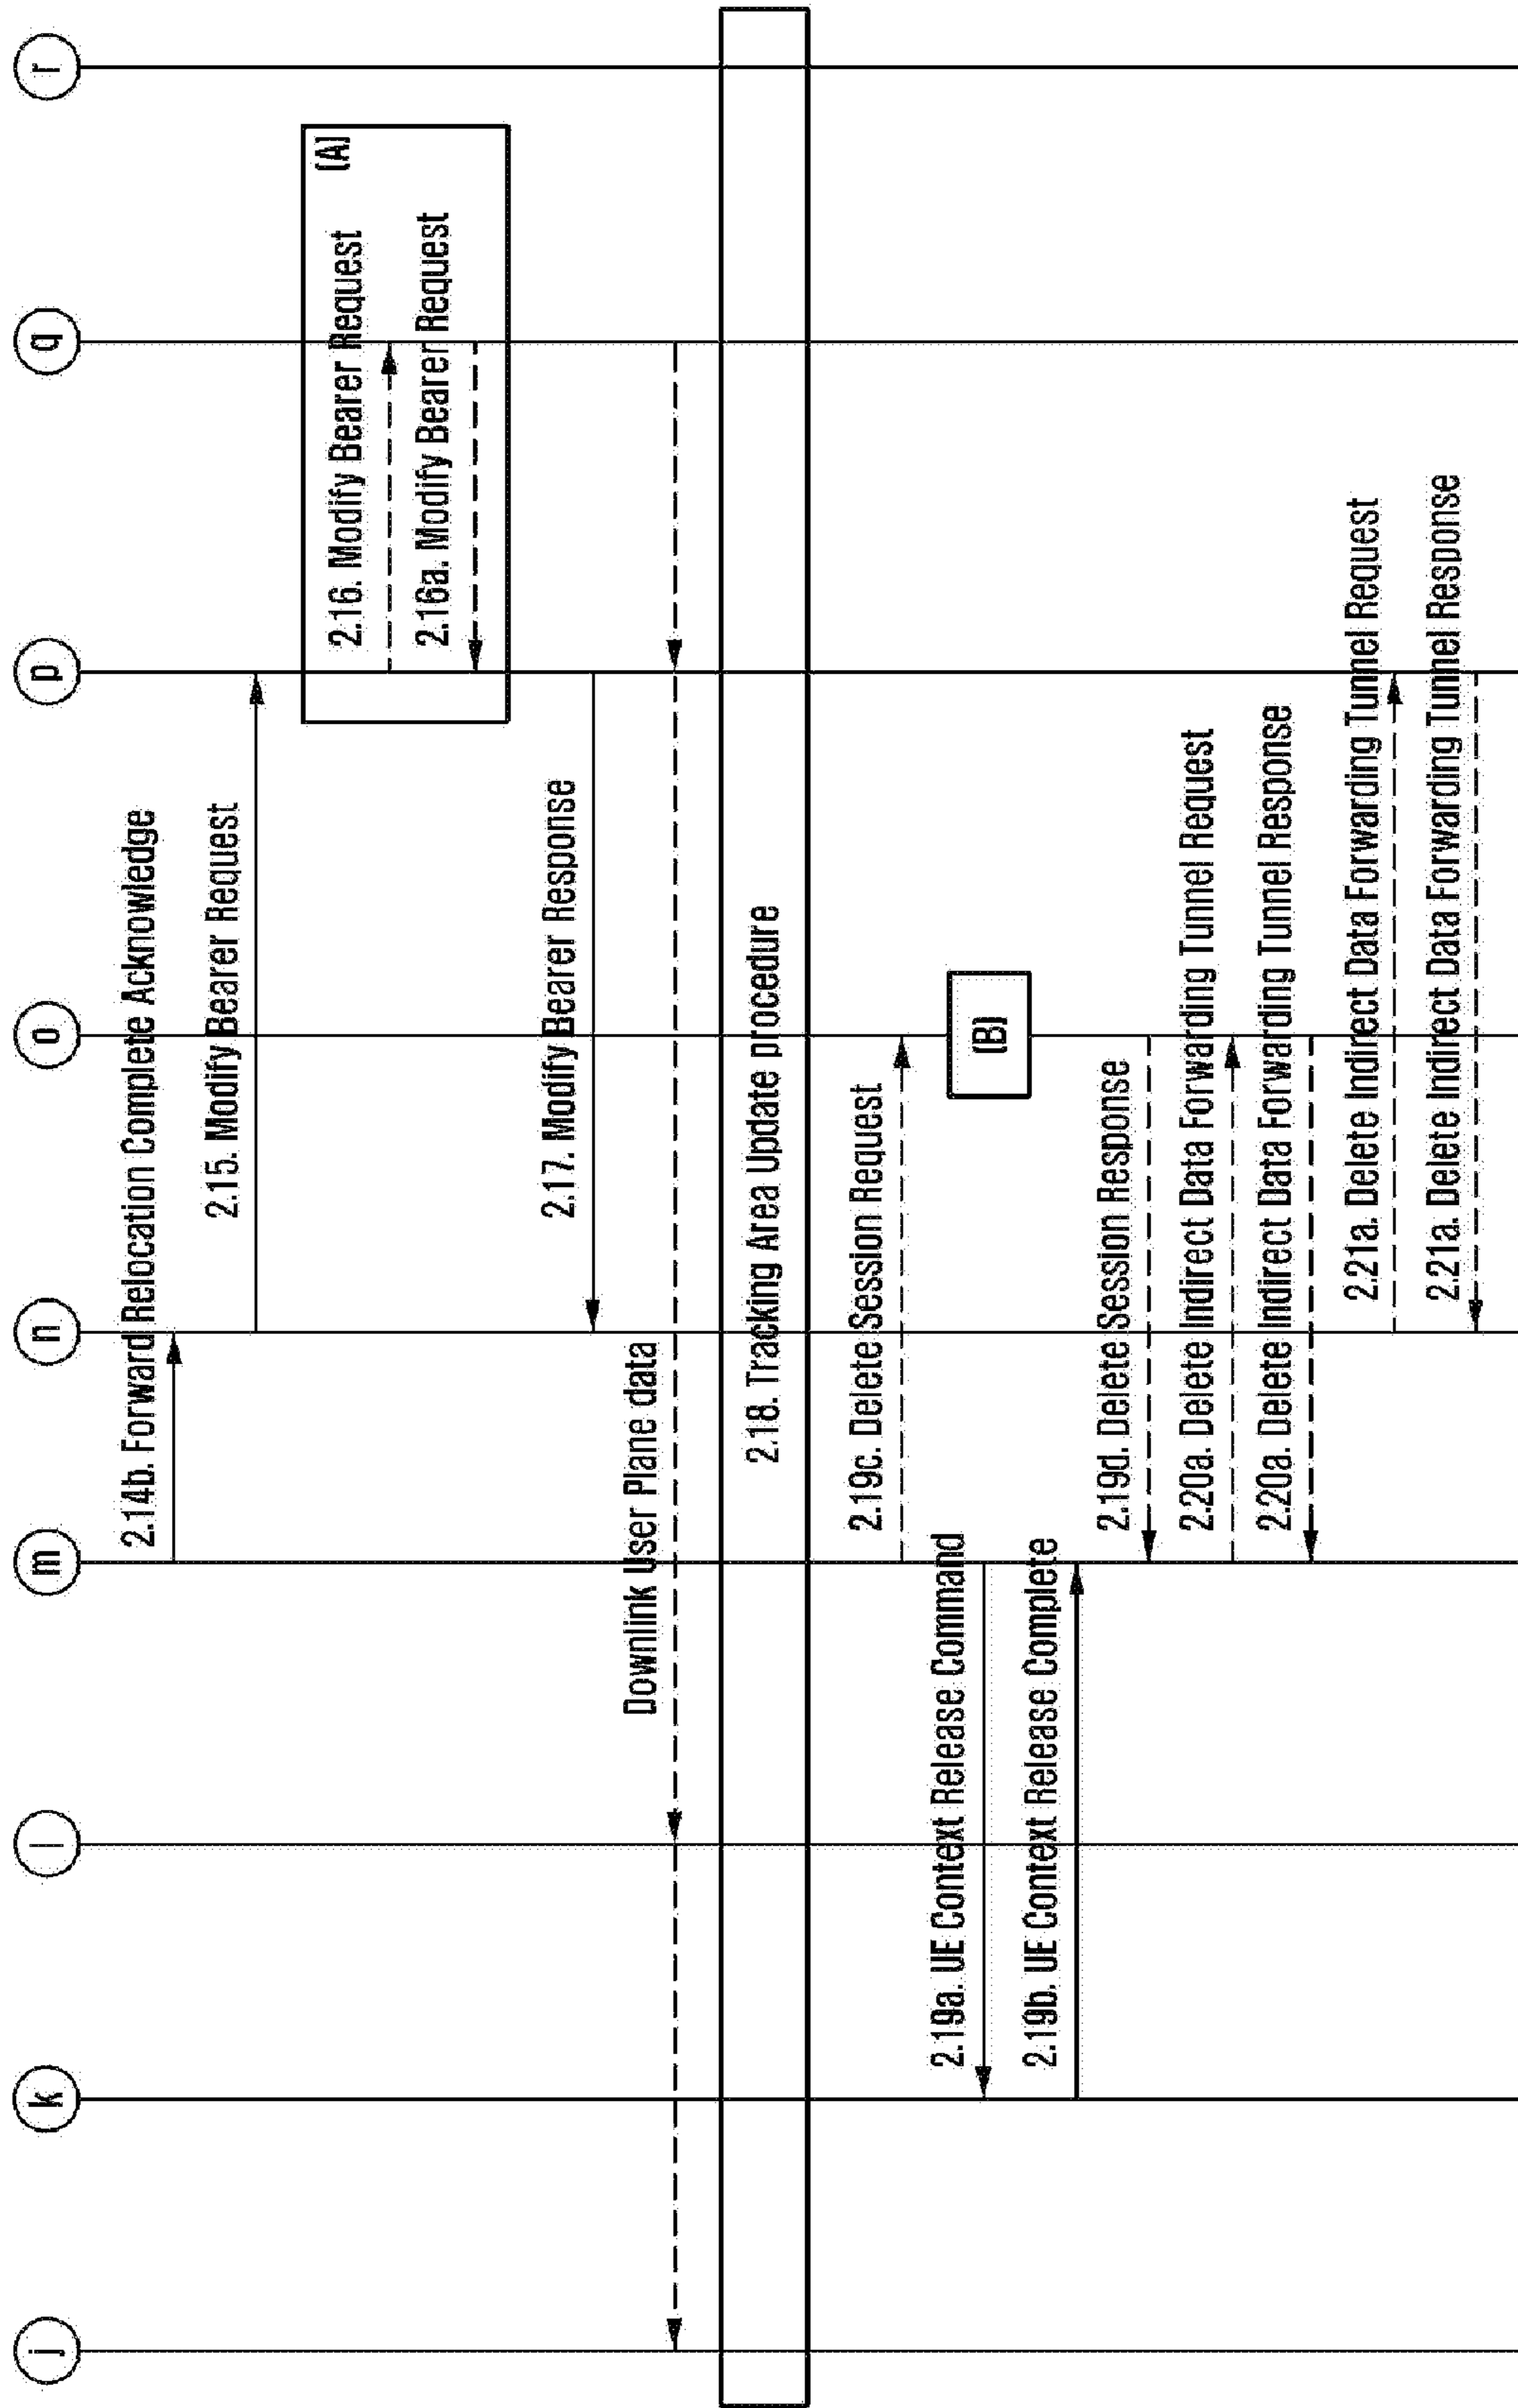 j
k
l
m
n
o
p
q
r
2.14b. Forward Relocation Complete Acknowledge
2.15. Modify Bearer Request
(A)
2.16. Modify Bearer Request
2.16a. Modify Bearer Request
2.17. Modify Bearer Response
Downlink User Plane data
2.18. Tracking Area Update procedure
2.19c. Delete Session Request
2.19a. UE Context Release Command
(B)
2.19b. UE Context Release Complete
2.19d. Delete Session Response
2.20a. Delete Indirect Data Forwarding Tunnel Request
2.20a. Delete Indirect Data Forwarding Tunnel Response
2.21a. Delete Indirect Data Forwarding Tunnel Request
2.21a. Delete Indirect Data Forwarding Tunnel Response